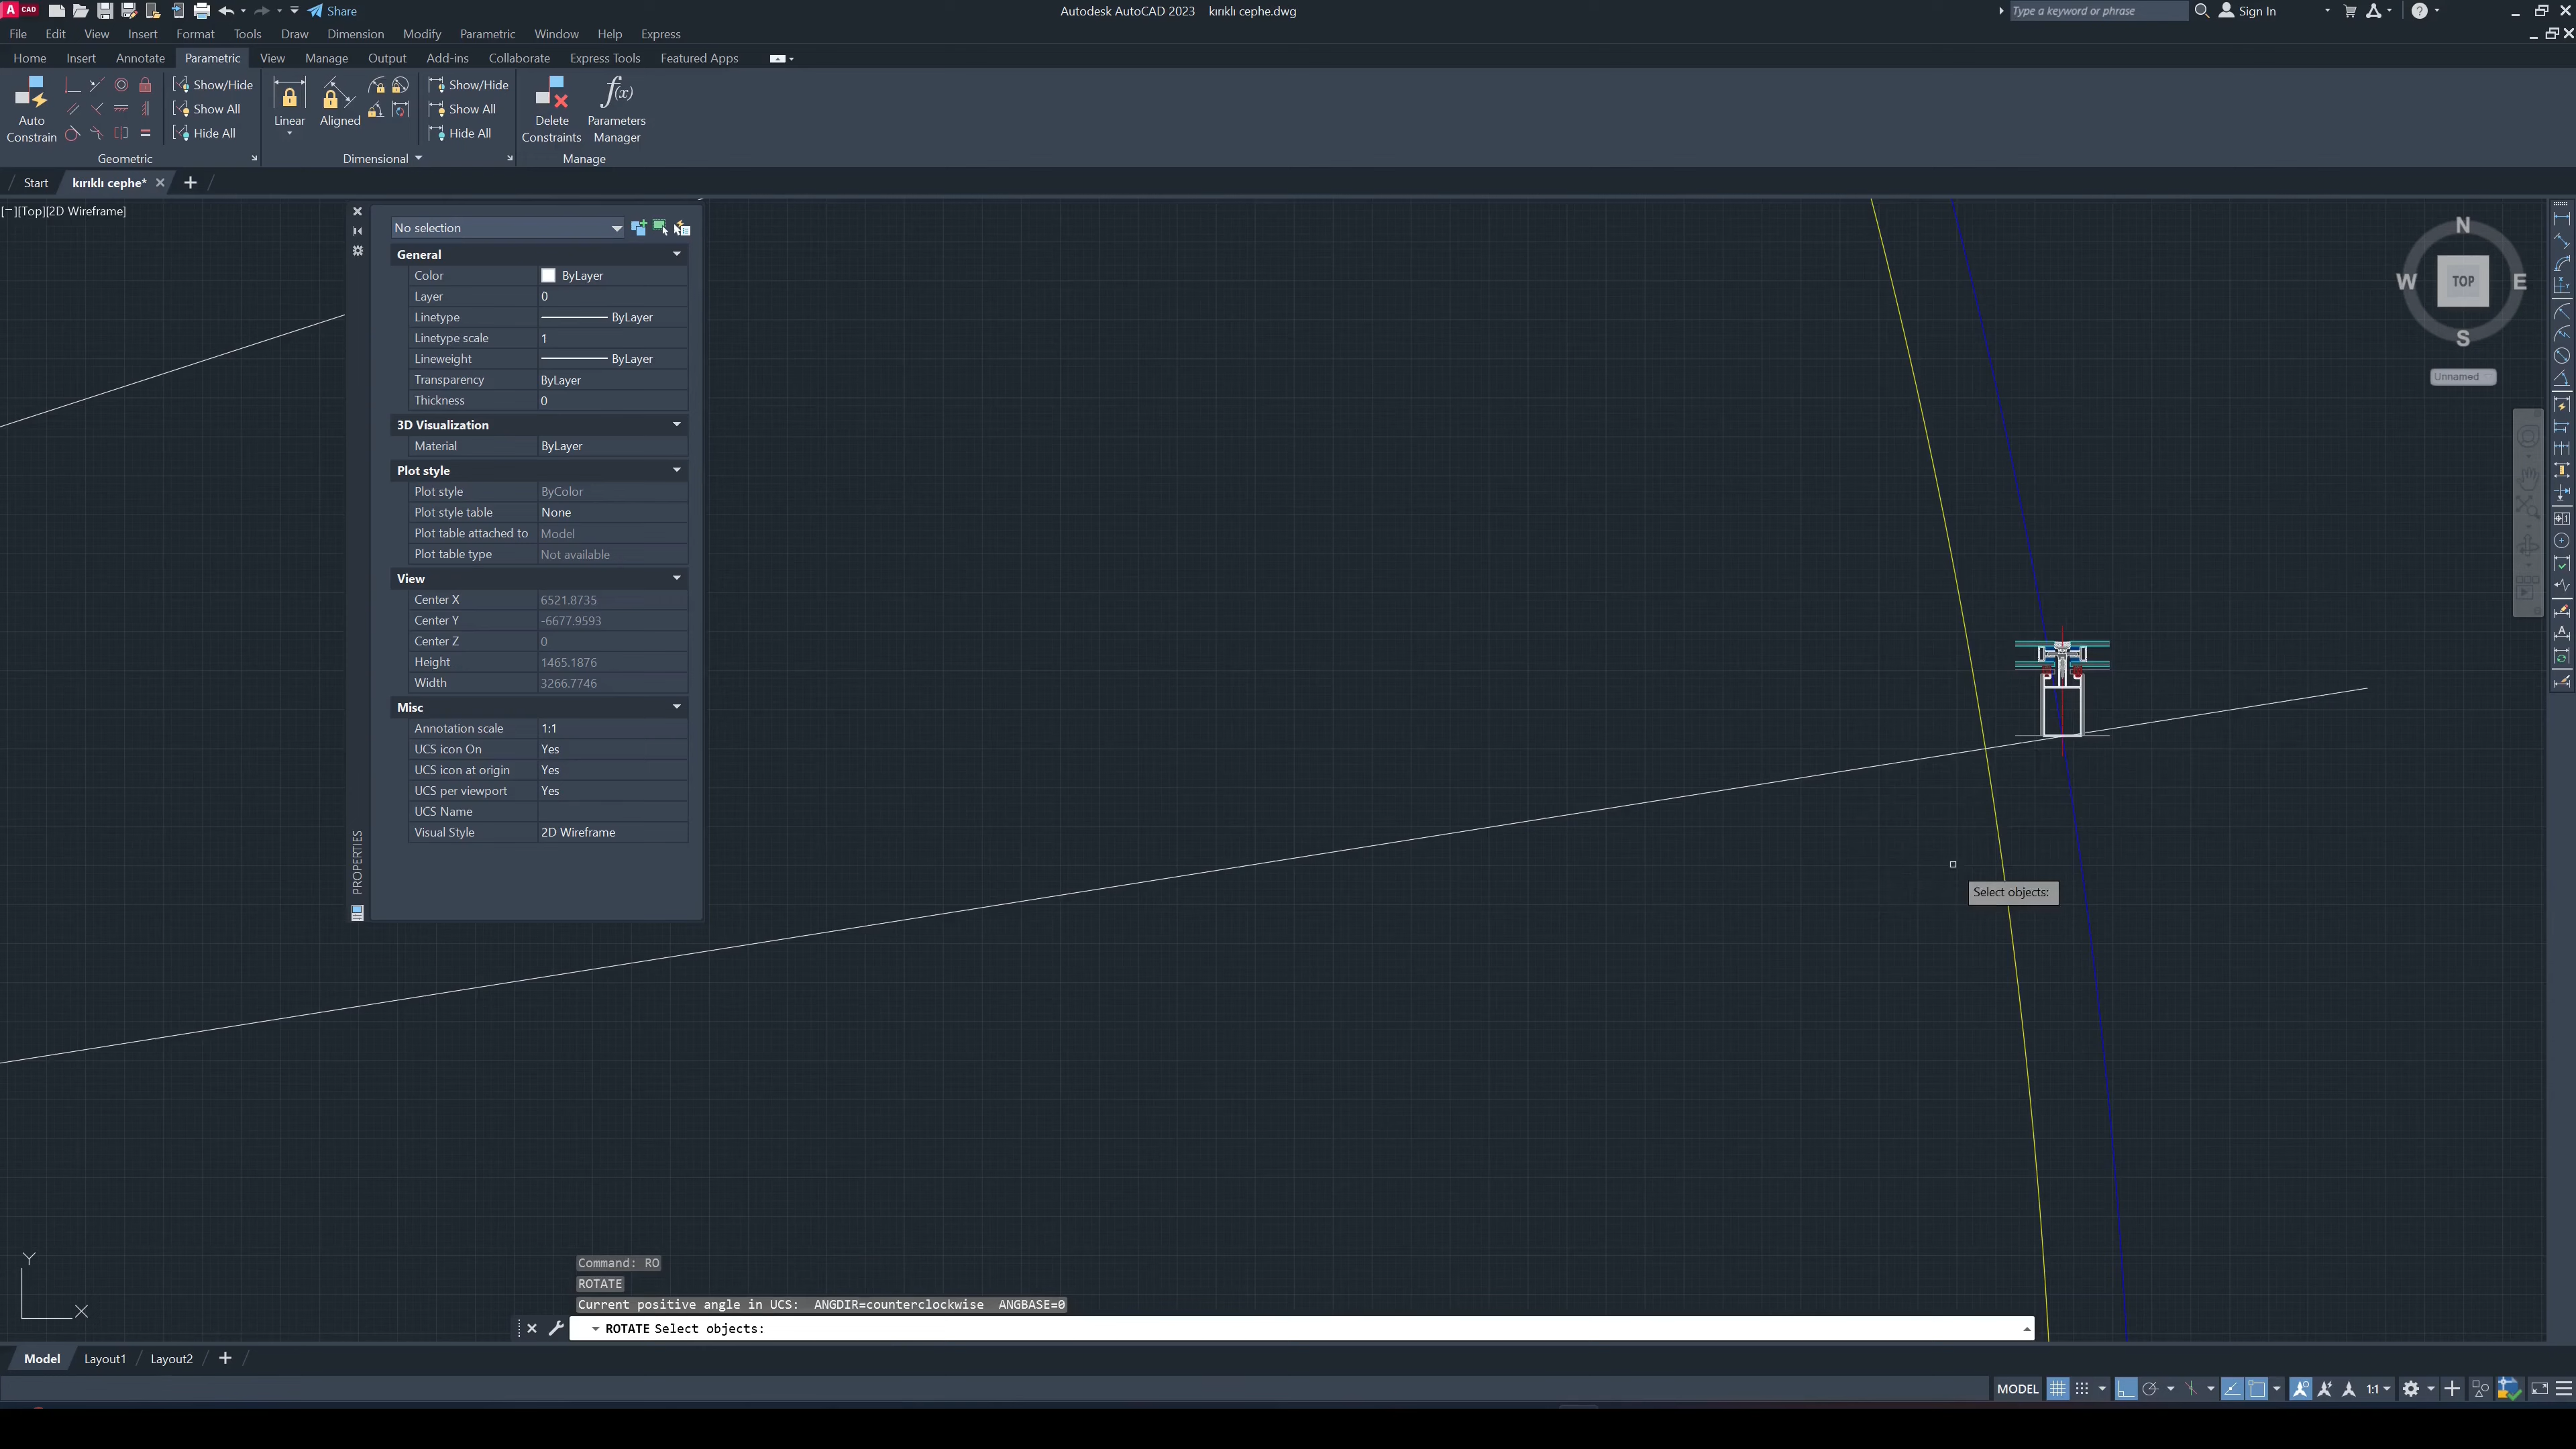 A CAD
Share
Autodesk AutoCAD 2023 kırıklı cephe.dwg
Type a keyword or phrase
Sign In
File Edit View Insert Format Tools Draw Dimension Modify Parametric Window Help Express
Home Insert Annotate Parametric View Manage Output Add-ins Collaborate Express Tools Featured Apps
Auto
Constrain
Show/Hide
Show All
Hide All
Geometric
Linear
Aligned
Show/Hide
Show All
Hide All
Dimensional
Delete
Constraints
f(x)
Parameters
Manager
Manage
Start
kırıklı cephe*
[−][Top][2D Wireframe]
No selection
General
Color ByLayer
Layer 0
Linetype ByLayer
Linetype scale 1
Lineweight ByLayer
Transparency ByLayer
Thickness 0
3D Visualization
Material ByLayer
Plot style
Plot style ByColor
Plot style table None
Plot table attached to Model
Plot table type Not available
View
Center X 6521.8735
Center Y -6677.9593
Center Z 0
Height 1465.1876
Width 3266.7746
Misc
Annotation scale 1:1
UCS icon On Yes
UCS icon at origin Yes
UCS per viewport Yes
UCS Name
Visual Style 2D Wireframe
PROPERTIES
N
W TOP E
S
Unnamed
Select objects:
Y
X
Command: RO
ROTATE
Current positive angle in UCS: ANGDIR=counterclockwise ANGBASE=0
ROTATE Select objects:
Model Layout1 Layout2
MODEL
1:1